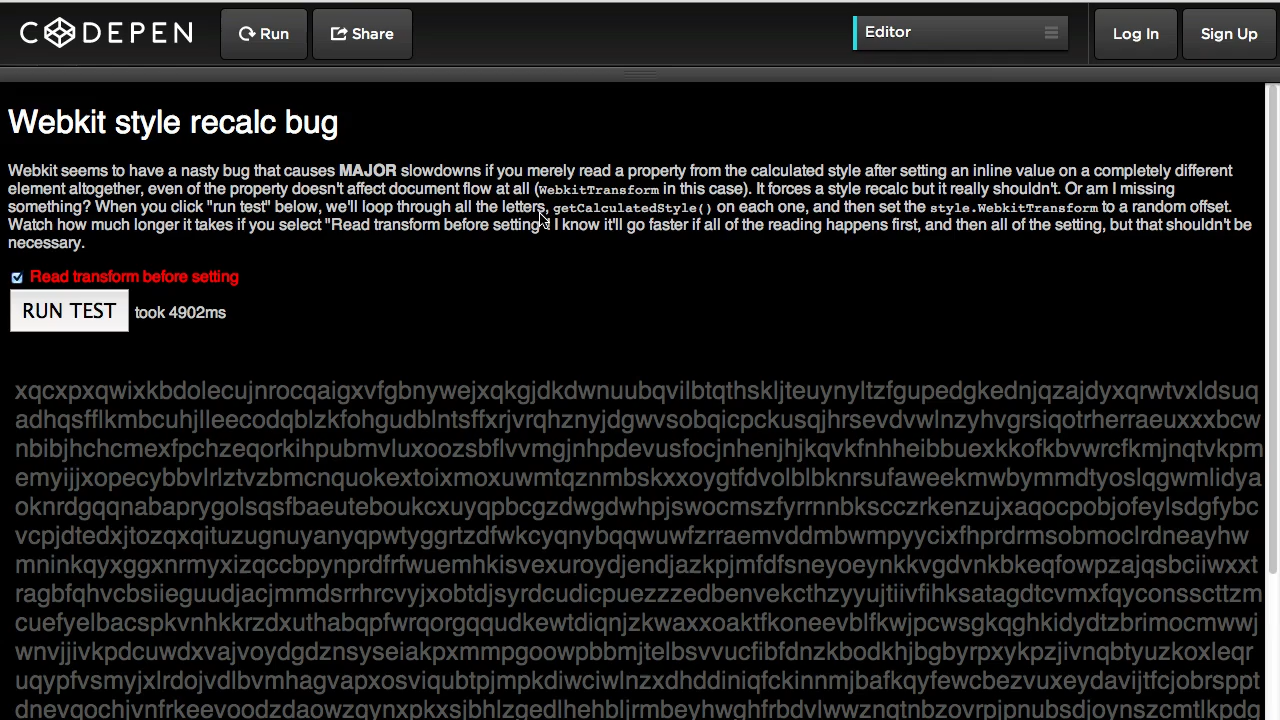 CODEPEN
Run
Share
Editor
Log In
Sign Up
Webkit style recalc bug
Webkit seems to have a nasty bug that causes MAJOR slowdowns if you merely read a property from the calculated style after setting an inline value on a completely different
element altogether, even of the property doesn't affect document flow at all (WebkitTransform in this case). It forces a style recalc but it really shouldn't. Or am I missing
something? When you click "run test" below, we'll loop through all the letters, getCalculatedStyle() on each one, and then set the style.WebkitTransform to a random offset.
Watch how much longer it takes if you select "Read transform before setting" I know it'll go faster if all of the reading happens first, and then all of the setting, but that shouldn't be
necessary.
Read transform before setting
RUN TEST took 4902ms
xqcxpxqwixkbdolecujnrocqaigxvfgbnywejxqkgjdkdwnuubqvilbtqthskljteuynyltzfgupedgkednjqzajdyxqrwtvxldsuq
adhqsfflkmbcuhjlleecodqblzkfohgudblntsffxrjvrqhznyjdgwvsobqicpckusqjhrsevdvwlnzyhvgrsiqotrherraeuxxxbcw
nbibjhchcmexfpchzeqorkihpubmvluxoozsbflvvmgjnhpdevusfocjnhenjhjkqvkfnhheibbuexkkofkbvwrcfkmjnqtvkpm
emyijjxopecybbvlrlztvzbmcnquokextoixmoxuwmtqznmbskxxoygtfdvolblbknrsufaweekmwbymmdtyoslqgwmlidya
oknrdgqqnabaprygolsqsfbaeuteboukcxuyqpbcgzdwgdwhpjswocmszfyrrnnbkscczrkenzujxaqocpobjofeylsdgfybc
vcpjdtedxjtozqxqituzugnuyanyqpwtyggrtzdfwkcyqnybqqwuwfzrraemvddmbwmpyycixfhprdrmsobmoclrdneayhw
mninkqyxggxnrmyxizqccbpynprdfrfwuemhkisvexuroydjendjazkpjmfdfsneyoeynkkvgdvnkbkeqfowpzajqsbciiwxxt
ragbfqhvcbsiieguudjacjmmdsrrhrcvyjxobtdjsyrdcudicpuezzzedbenvekcthzyyujtiivfihksatagdtcvmxfqyconsscttzm
cuefyelbacspkvnhkkrzdxuthabqpfwrqorgqqudkewtdiqnjzkwaxxoaktfkoneevblfkwjpcwsgkqghkidydtzbrimocmwwj
wnvjjivkpdcuwdxvajvoydgdznsyseiakpxmmpgoowpbbmjtelbsvvucfibfdnzkbodkhjbgbyrpxykpzjivnqbtyuzkoxleqr
uqypfvsmyjxlrdojvdlbvmhagvapxosviqubtpjmpkdiwciwlnzxdhddiniqfckinnmjbafkqyfewcbezvuxeydavijtfcjobrsppt